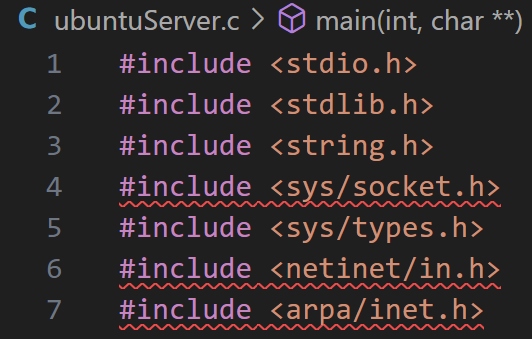 C ubuntuServer.c > main(int, char **)
1 #include <stdio.h>
2 #include <stdlib.h>
3 #include <string.h>
4 #include <sys/socket.h>
5 #include <sys/types.h>
6 #include <netinet/in.h>
7 #include <arpa/inet.h>